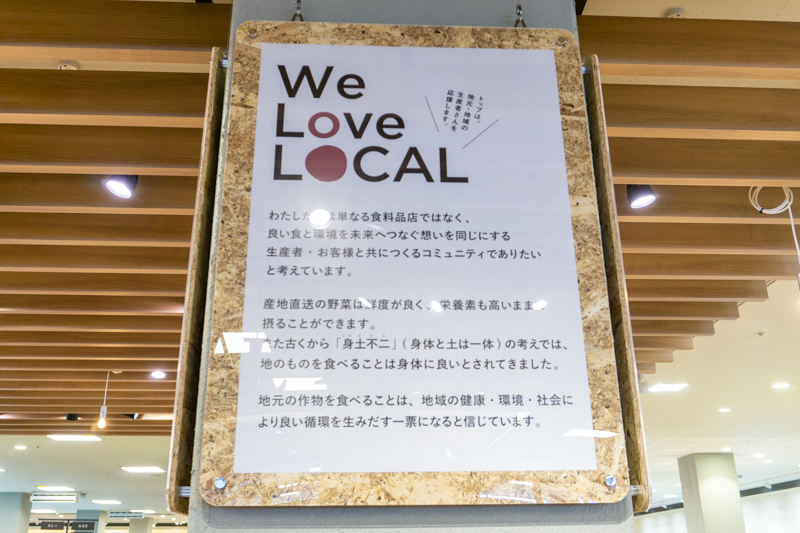 We
Love
LOCAL
トップは、
地元・地域の
生産者さんを
応援します。
わたしたちは単なる食料品店ではなく、
良い食と環境を未来へつなぐ想いを同じにする
生産者・お客様と共につくるコミュニティでありたい
と考えています。
産地直送の野菜は鮮度が良く、栄養素も高いまま
摂ることができます。
また古くから「身土不二」(身体と土は一体)の考えでは、
地のものを食べることは身体に良いとされてきました。
地元の作物を食べることは、地域の健康・環境・社会に
より良い循環を生みだす一票になると信じています。